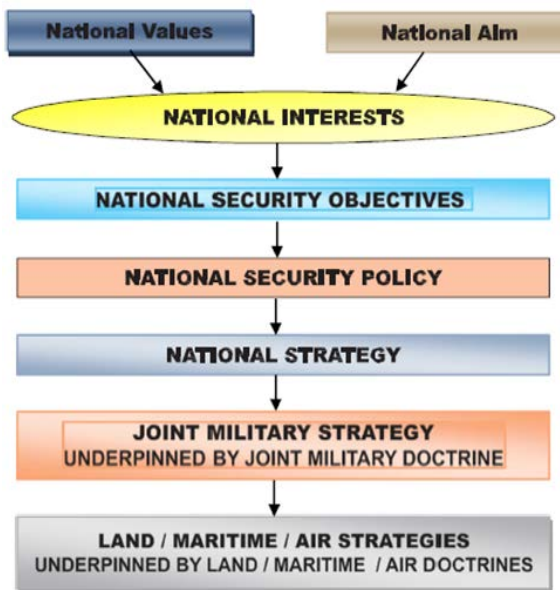 National Values
National Aim
NATIONAL INTERESTS
NATIONAL SECURITY OBJECTIVES
NATIONAL SECURITY POLICY
NATIONAL STRATEGY
JOINT MILITARY STRATEGY
UNDERPINNED BY JOINT MILITARY DOCTRINE
LAND / MARITIME / AIR STRATEGIES
UNDERPINNED BY LAND / MARITIME / AIR DOCTRINES